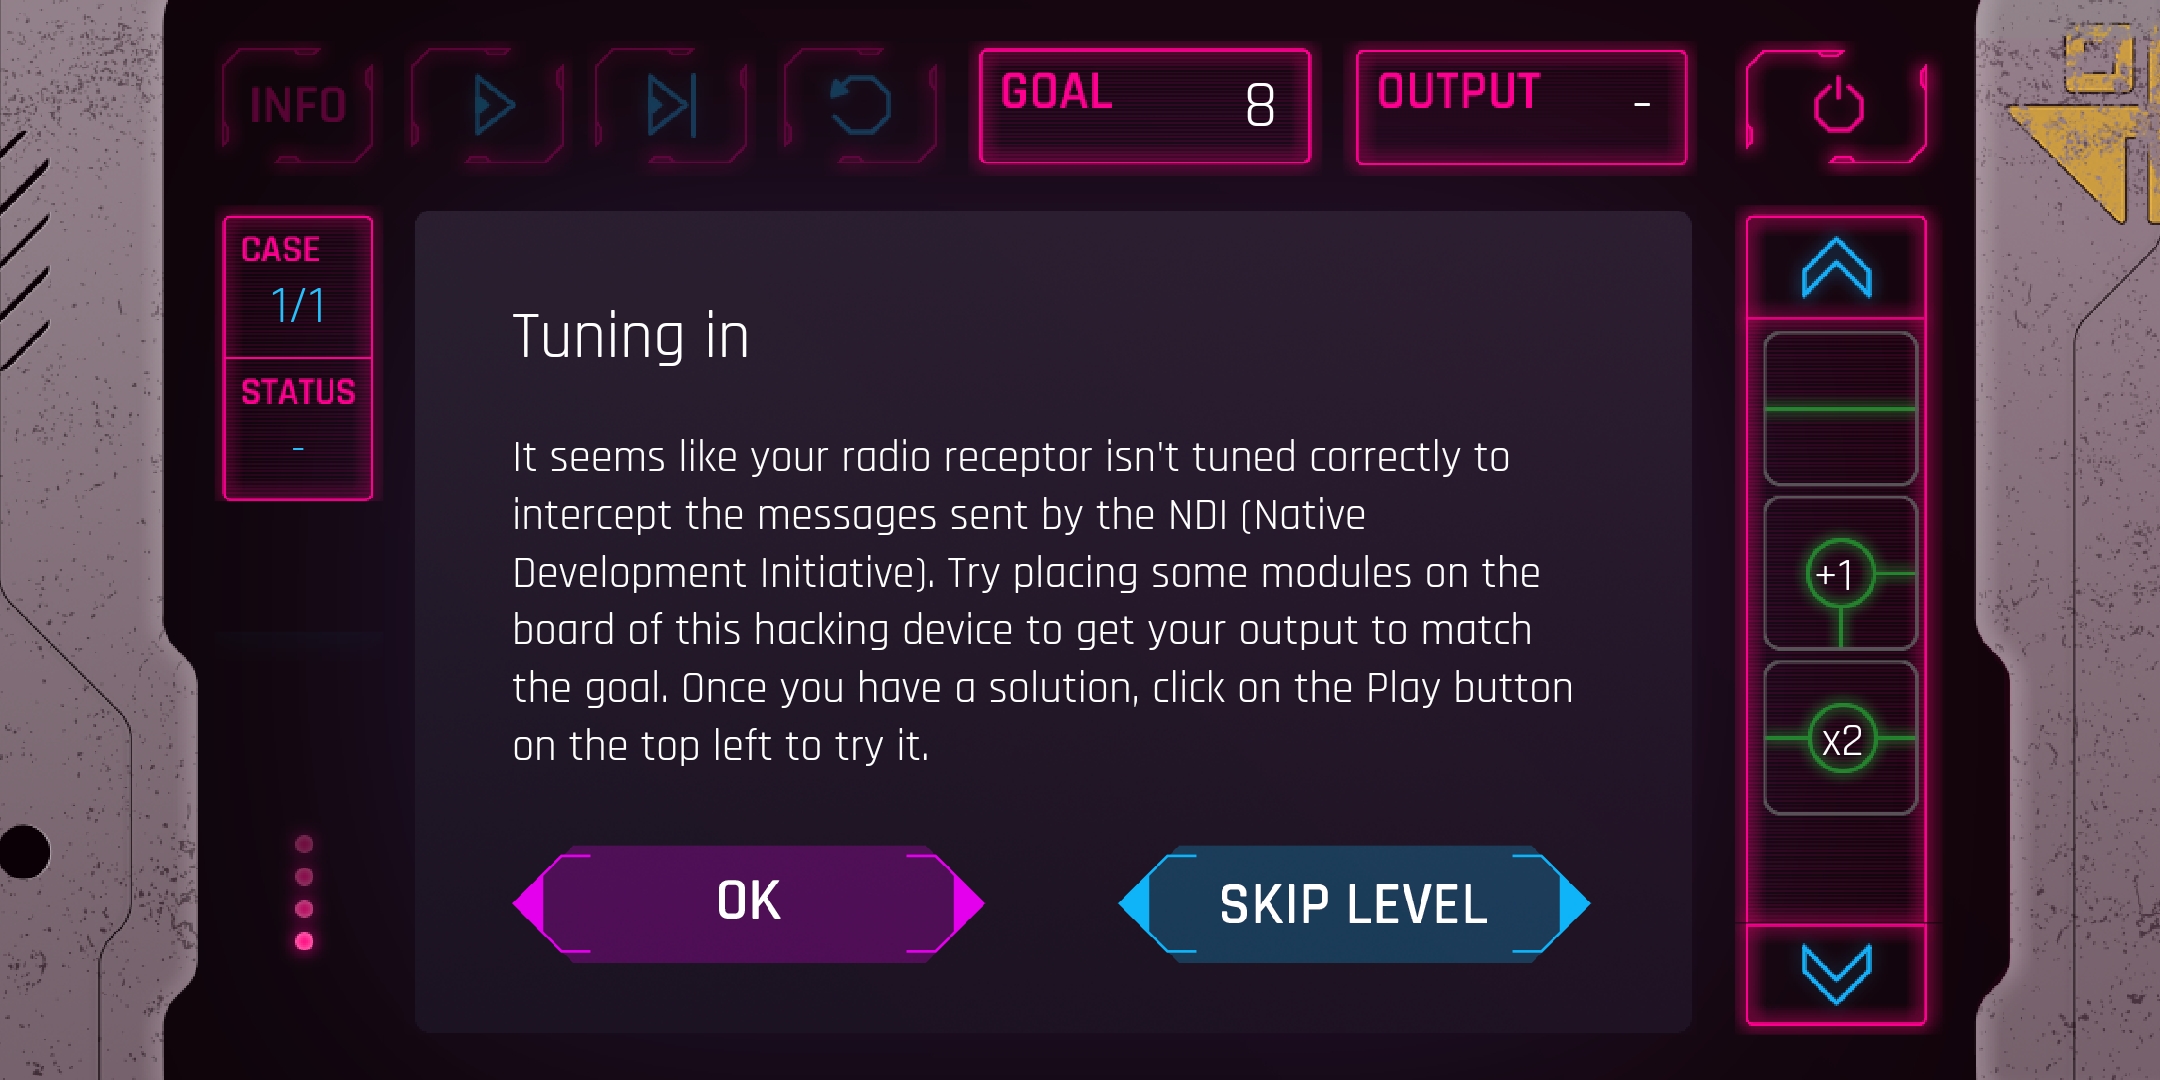 INFO
GOAL
8
OUTPUT
-
CASE
1/1
STATUS
-
Tuning in
It seems like your radio receptor isn't tuned correctly to
intercept the messages sent by the NDI (Native
Development Initiative). Try placing some modules on the
board of this hacking device to get your output to match
the goal. Once you have a solution, click on the Play button
on the top left to try it.
OK
SKIP LEVEL
+1
x2